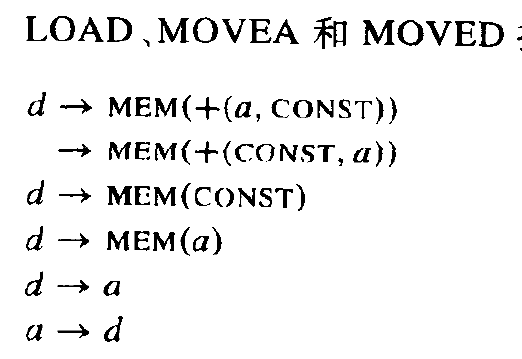 LOAD、MOVEA 和 MOVED
d → MEM(+(a, CONST))
→ MEM(+(CONST, a))
d → MEM(CONST)
d → MEM(a)
d → a
a → d